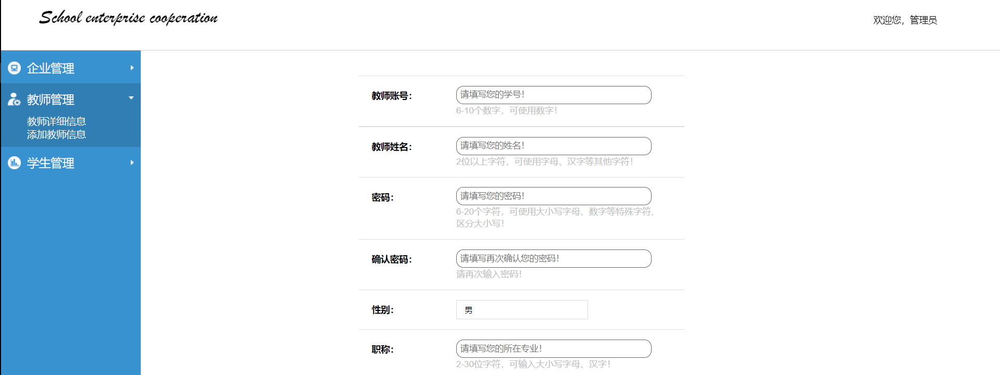 School enterprise cooperation
欢迎您，管理员
企业管理
教师管理
教师详细信息
添加教师信息
学生管理
教师账号：
请填写您的学号！
6-10个数字，可使用数字！
教师姓名：
请填写您的姓名！
2位以上字符，可使用字母、汉字等其他字符！
密码：
请填写您的密码！
6-20个字符，可使用大小写字母、数字等特殊字符，
区分大小写！
确认密码：
请填写再次确认您的密码！
请再次输入密码！
性别：
男
职称：
请填写您的所在专业！
2-30位字符，可输入大小写字母、汉字！